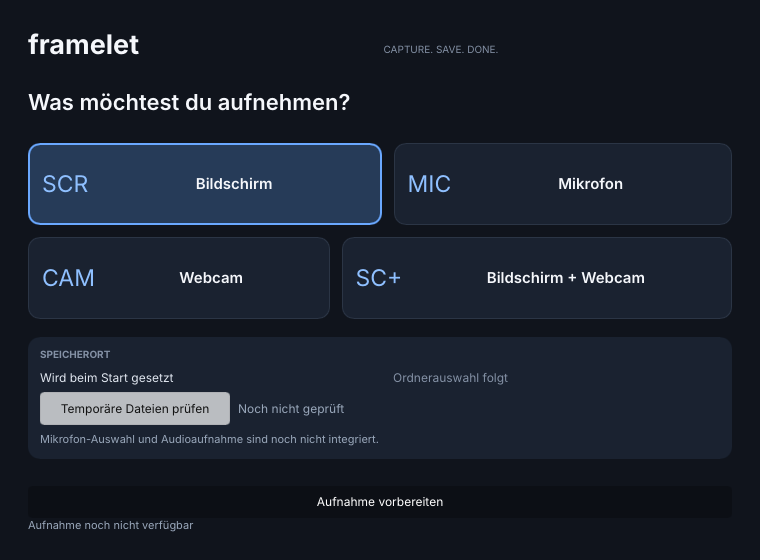 framelet
CAPTURE. SAVE. DONE.
Was möchtest du aufnehmen?
SCR Bildschirm
MIC Mikrofon
CAM Webcam
SC+ Bildschirm + Webcam
SPEICHERORT
Wird beim Start gesetzt
Ordnerauswahl folgt
Temporäre Dateien prüfen
Noch nicht geprüft
Mikrofon-Auswahl und Audioaufnahme sind noch nicht integriert.
Aufnahme vorbereiten
Aufnahme noch nicht verfügbar